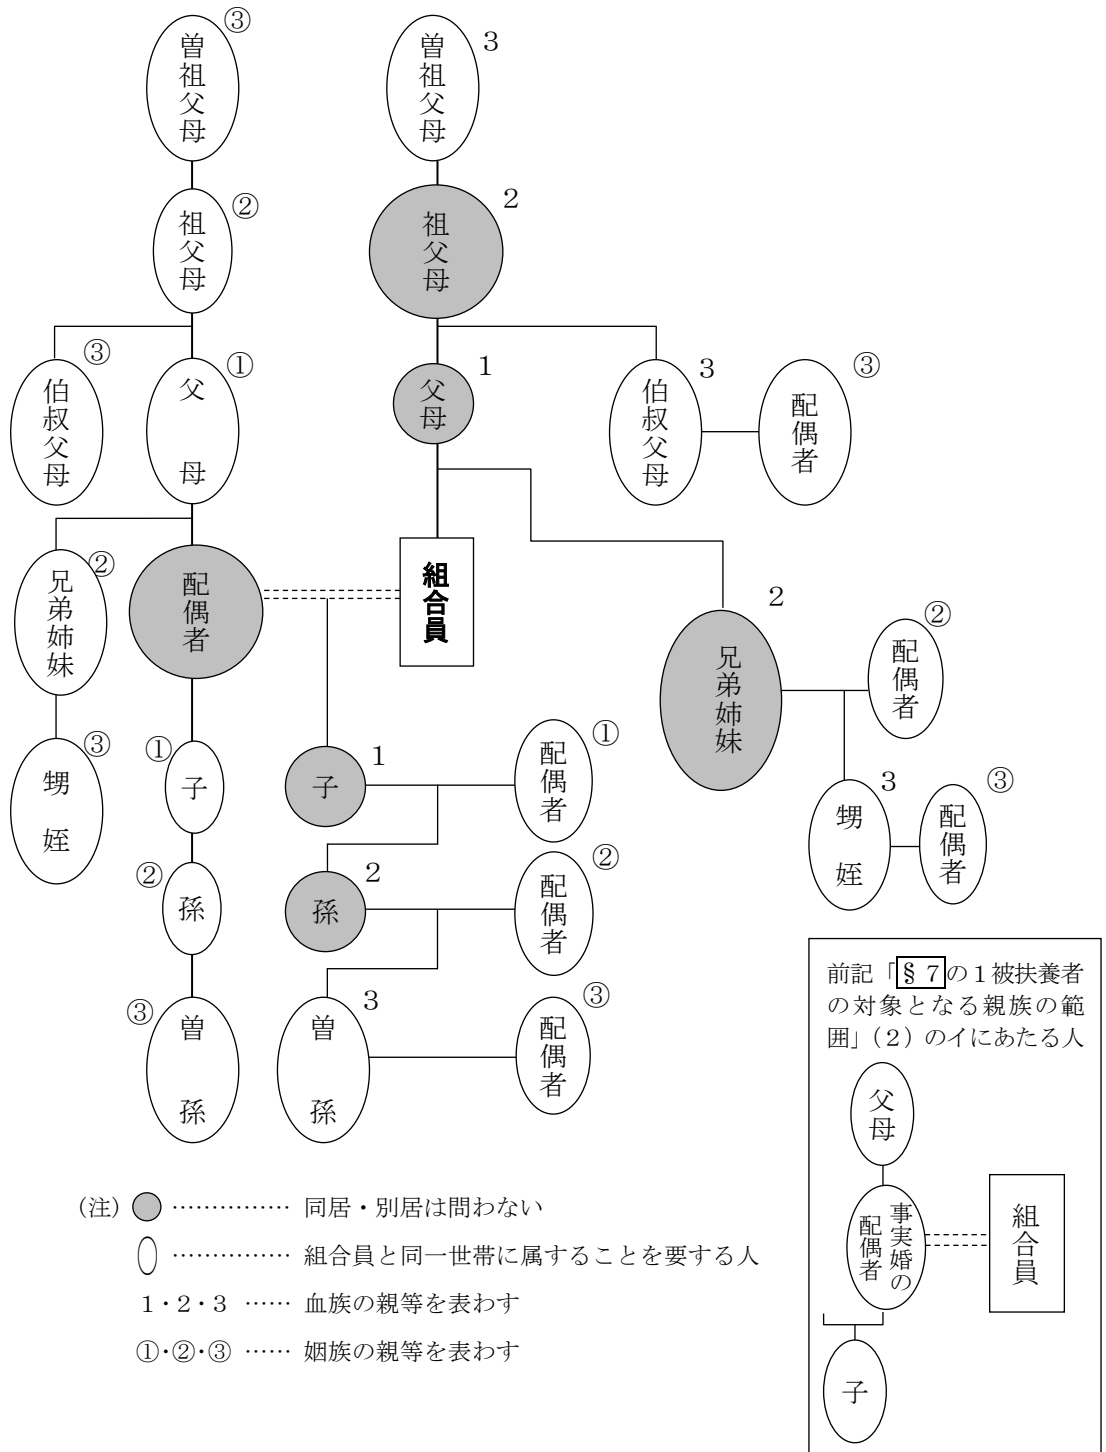 ③
曽祖父母
3
曽祖父母
②
祖父母
2
祖父母
③
伯叔父母
①
父母
1
父母
3
伯叔父母
③
配偶者
②
兄弟姉妹
配偶者
組合員
2
兄弟姉妹
②
配偶者
③
甥姪
①
子
1
子
①
配偶者
3
甥姪
③
配偶者
②
孫
2
孫
②
配偶者
③
曽孫
3
曽孫
③
配偶者
前記「§7の1被扶養者
の対象となる親族の範
囲」(2)のイにあたる人
父母
事実婚の
配偶者
組合員
子
(注) …………… 同居・別居は問わない
…………… 組合員と同一世帯に属することを要する人
1・2・3 …… 血族の親等を表わす
①・②・③ …… 姻族の親等を表わす